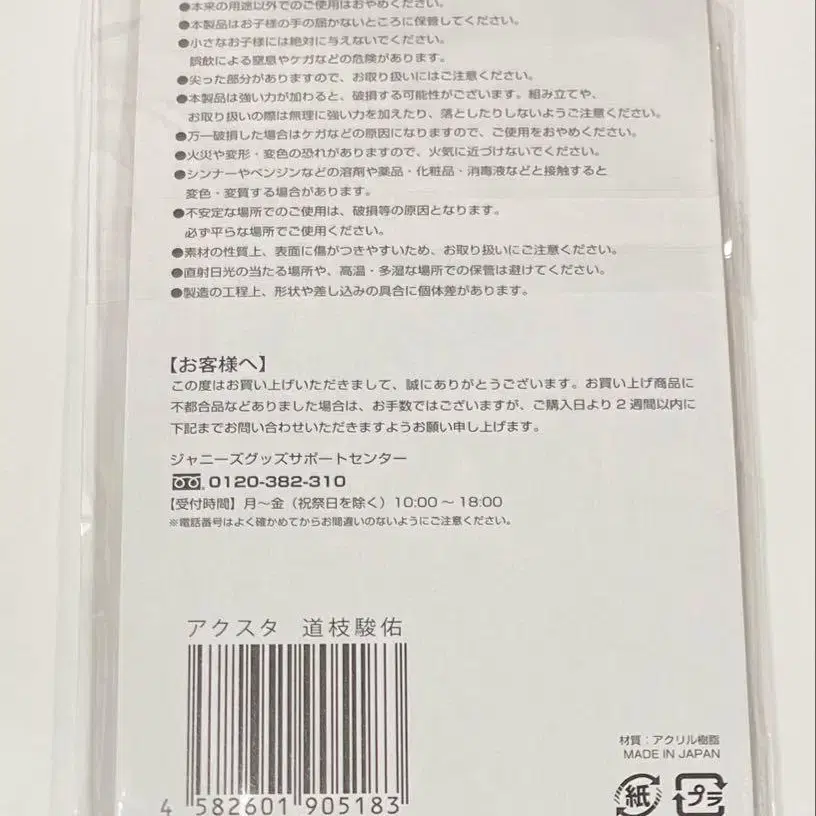 ●本来の用途以外でのご使用はおやめください。
●本製品はお子様の手の届かないところに保管してください。
●小さなお子様には絶対に与えないでください。
誤飲による窒息やケガなどの危険があります。
●尖った部分がありますので、お取り扱いにはご注意ください。
●本製品は強い力が加わると、破損する可能性がございます。組み立てや、
お取り扱いの際は無理に強い力を加えたり、落としたりしないようご注意ください。
●万一破損した場合はケガなどの原因になりますので、ご使用をおやめください。
●火災や変形・変色の恐れがありますので、火気に近づけないでください。
●シンナーやベンジンなどの溶剤や薬品・化粧品・消毒液などと接触すると
変色・変質する場合があります。
●不安定な場所でのご使用は、破損等の原因となります。
必ず平らな場所でご使用ください。
●素材の性質上、表面に傷がつきやすいため、お取り扱いにご注意ください。
●直射日光の当たる場所や、高温・多湿な場所での保管は避けてください。
●製造の工程上、形状や差し込みの具合に個体差があります。
【お客様へ】
この度はお買い上げいただきまして、誠にありがとうございます。お買い上げ商品に
不都合品などありました場合は、お手数ではございますが、ご購入日より2週間以内に
下記までお問い合わせいただきますようお願い申し上げます。
ジャニーズグッズサポートセンター
0120-382-310
【受付時間】月〜金（祝祭日を除く）10:00〜18:00
※電話番号はよく確かめてからお間違いのないようにご注意ください。
アクスタ 道枝駿佑
4 582601 905183
材質：アクリル樹脂
MADE IN JAPAN
紙 プラ